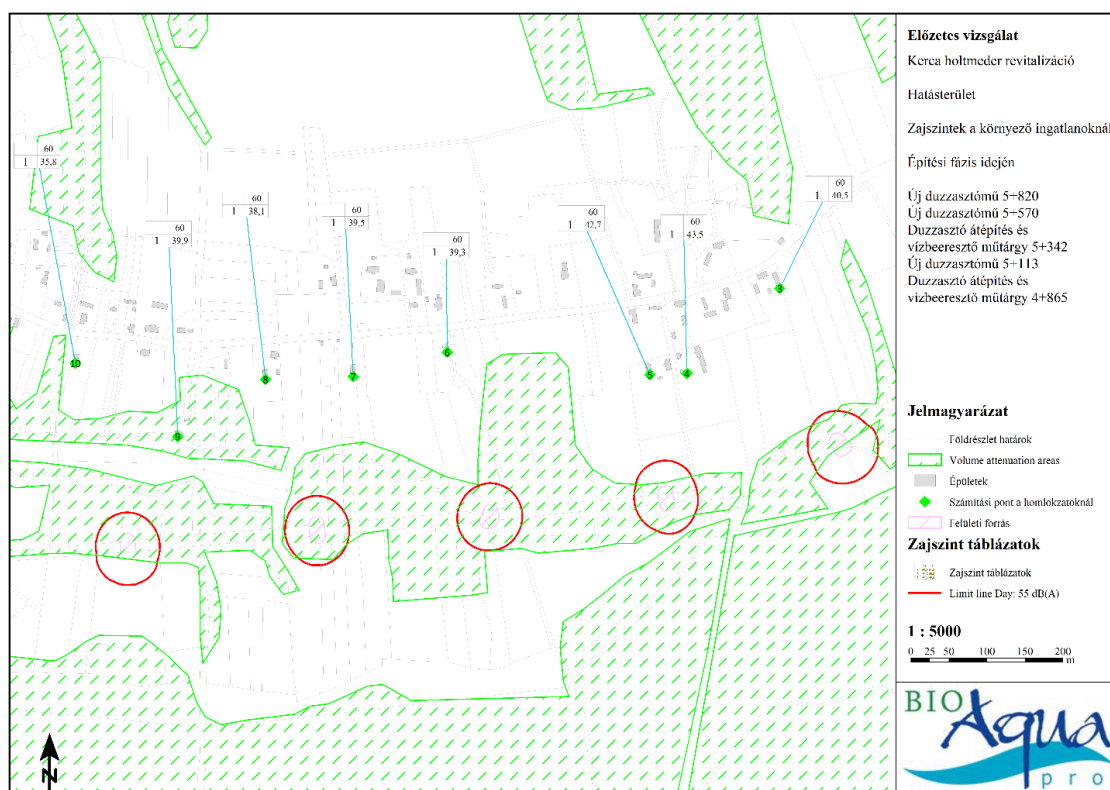 Előzetes vizsgálat
Kerca holtmeder revitalizáció
Hatásterület
Zajszintek a környező ingatlanoknál
Építési fázis idején
Új duzzasztómű 5+820
Új duzzasztómű 5+570
Duzzasztó átépítés és
vízbeeresztő műtárgy 5+342
Új duzzasztómű 5+113
Duzzasztó átépítés és
vízbeeresztő műtárgy 4+865
60
1 35,8
60
1 39,9
60
1 38,1
60
1 39,5
60
1 39,3
60
1 42,7
60
1 43,5
60
1 40,5
3
4
5
6
7
8
9
10
Jelmagyarázat
Földrészlet határok
Volume attenuation areas
Épületek
Számítási pont a homlokzatoknál
Felületi forrás
Zajszint táblázatok
Zajszint táblázatok
Limit line Day: 55 dB(A)
1 : 5000
0 25 50 100 150 200
m
N
BIO
Aqua
pro